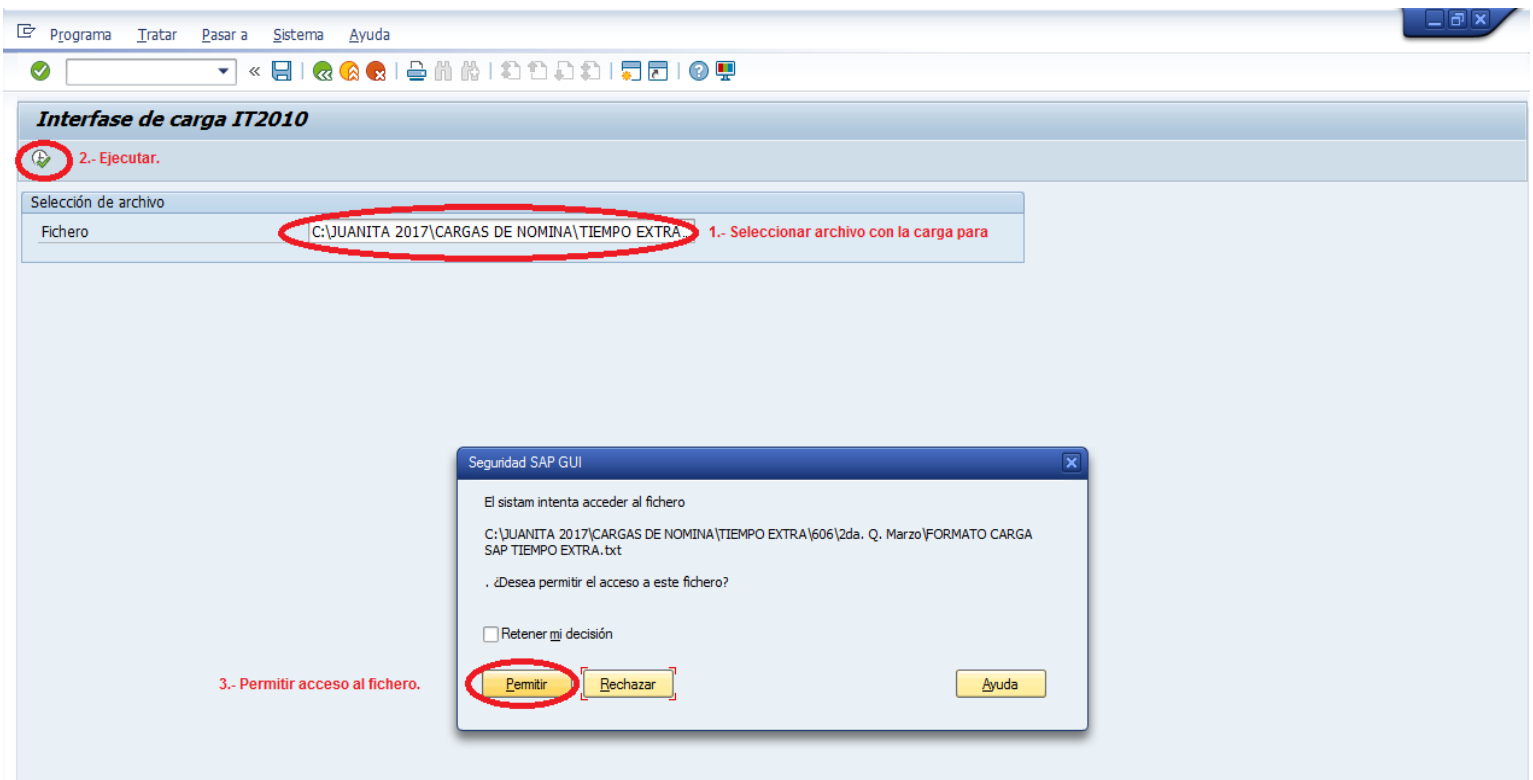 Programa Tratar Pasar a Sistema Ayuda
Interfase de carga IT2010
2.- Ejecutar.
Selección de archivo
Fichero C:\JUANITA 2017\CARGAS DE NOMINA\TIEMPO EXTRA... 1.- Seleccionar archivo con la carga para
Seguridad SAP GUI
El sistam intenta acceder al fichero
C:\JUANITA 2017\CARGAS DE NOMINA\TIEMPO EXTRA\606\2da. Q. Marzo\FORMATO CARGA
SAP TIEMPO EXTRA.txt
. ¿Desea permitir el acceso a este fichero?
Retener mi decisión
3.- Permitir acceso al fichero. Permitir Rechazar Ayuda